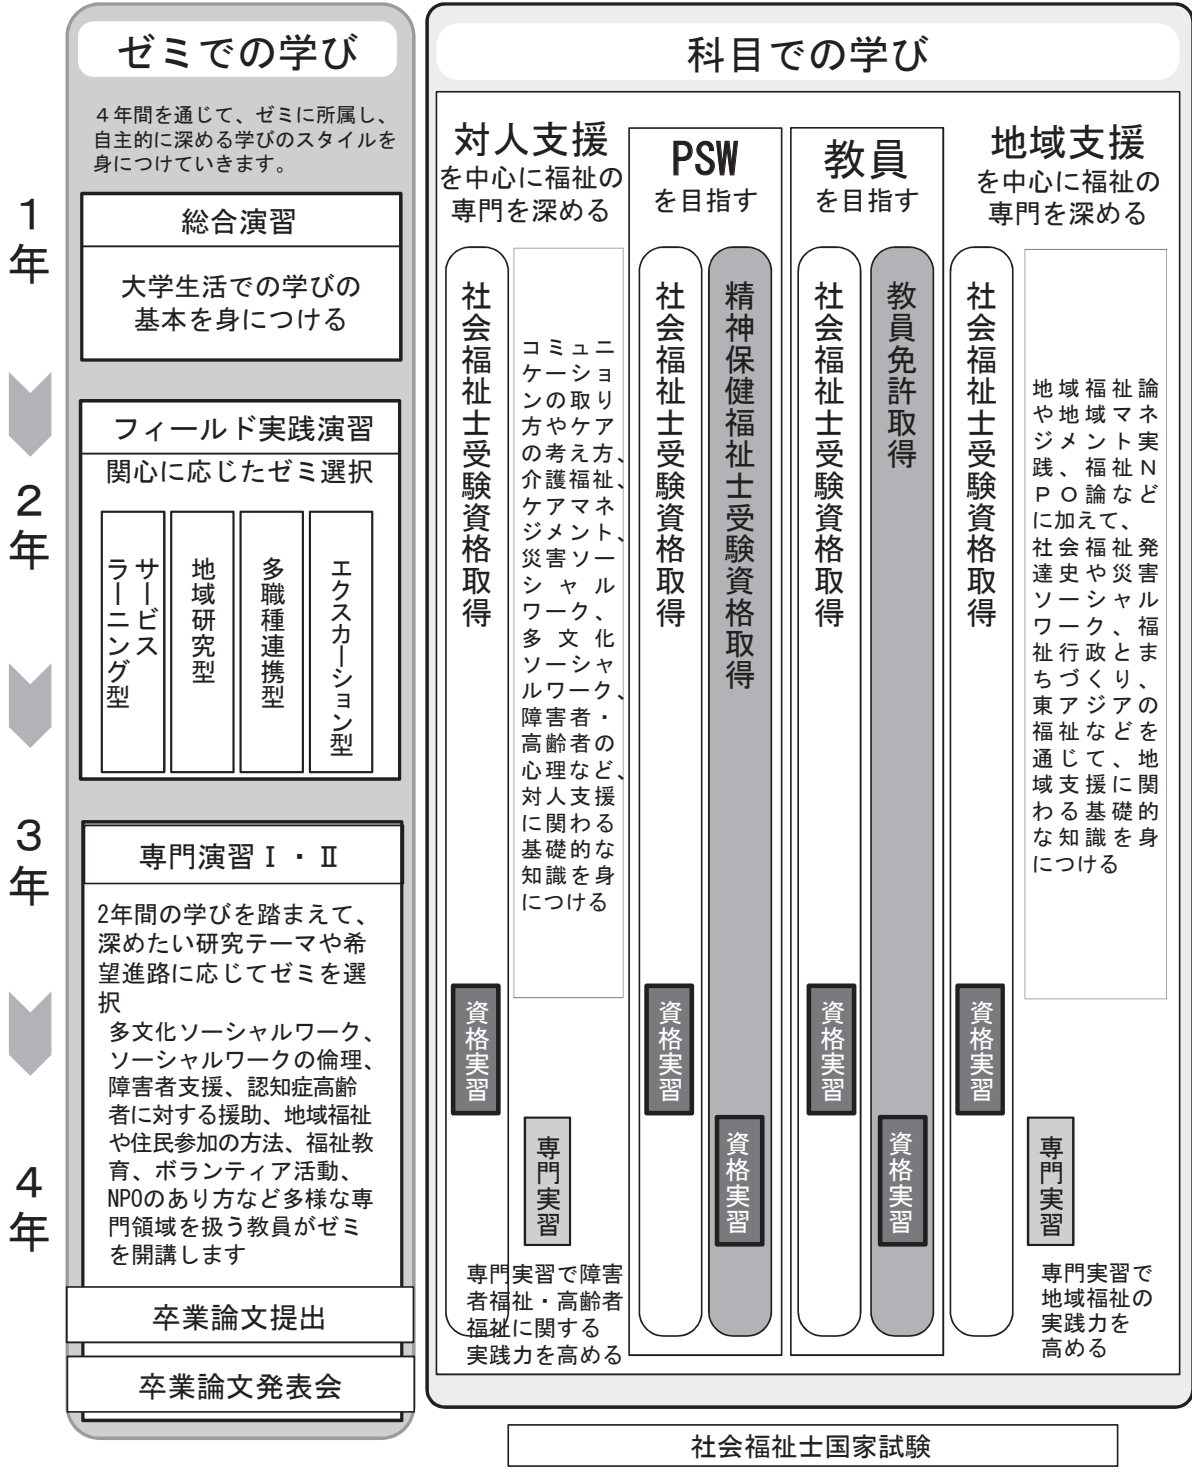 ゼミでの学び
４年間を通じて、ゼミに所属し、
自主的に深める学びのスタイルを
身につけていきます。
1年
2年
3年
4年
総合演習
大学生活での学びの
基本を身につける
フィールド実践演習
関心に応じたゼミ選択
サービス
ラーニング型
地域研究型
多職種連携型
エクスカーション型
専門演習Ⅰ・Ⅱ
2年間の学びを踏まえて、
深めたい研究テーマや希
望進路に応じてゼミを選
択
多文化ソーシャルワーク、
ソーシャルワークの倫理、
障害者支援、認知症高齢
者に対する援助、地域福祉
や住民参加の方法、福祉教
育、ボランティア活動、
NPOのあり方など多様な専
門領域を扱う教員がゼミ
を開講します
卒業論文提出
卒業論文発表会
科目での学び
対人支援
を中心に福祉の
専門を深める
社会福祉士受験資格取得
資格実習
コミュニ
ケーショ
ンの取り
方やケア
の考え方、
介護福祉、
ケアマネ
ジメント、
災害ソー
シャル
ワーク、
多文化
ソーシャ
ルワーク、
障害者・
高齢者の
心理など、
対人支援
に関わる
基礎的な
知識を身
につける
専門実習
専門実習で障害
者福祉・高齢者
福祉に関する
実践力を高める
PSW
を目指す
社会福祉士受験資格取得
資格実習
精神保健福祉士受験資格取得
資格実習
教員
を目指す
社会福祉士受験資格取得
資格実習
教員免許取得
資格実習
地域支援
を中心に福祉の
専門を深める
社会福祉士受験資格取得
資格実習
地域福祉論
や地域マネ
ジメント実
践、福祉Ｎ
ＰＯ論など
に加えて、
社会福祉発
達史や災害
ソーシャル
ワーク、福
祉行政とま
ちづくり、
東アジアの
福祉などを
通じて、地
域支援に関
わる基礎的
な知識を身
につける
専門実習
専門実習で
地域福祉の
実践力を
高める
社会福祉士国家試験